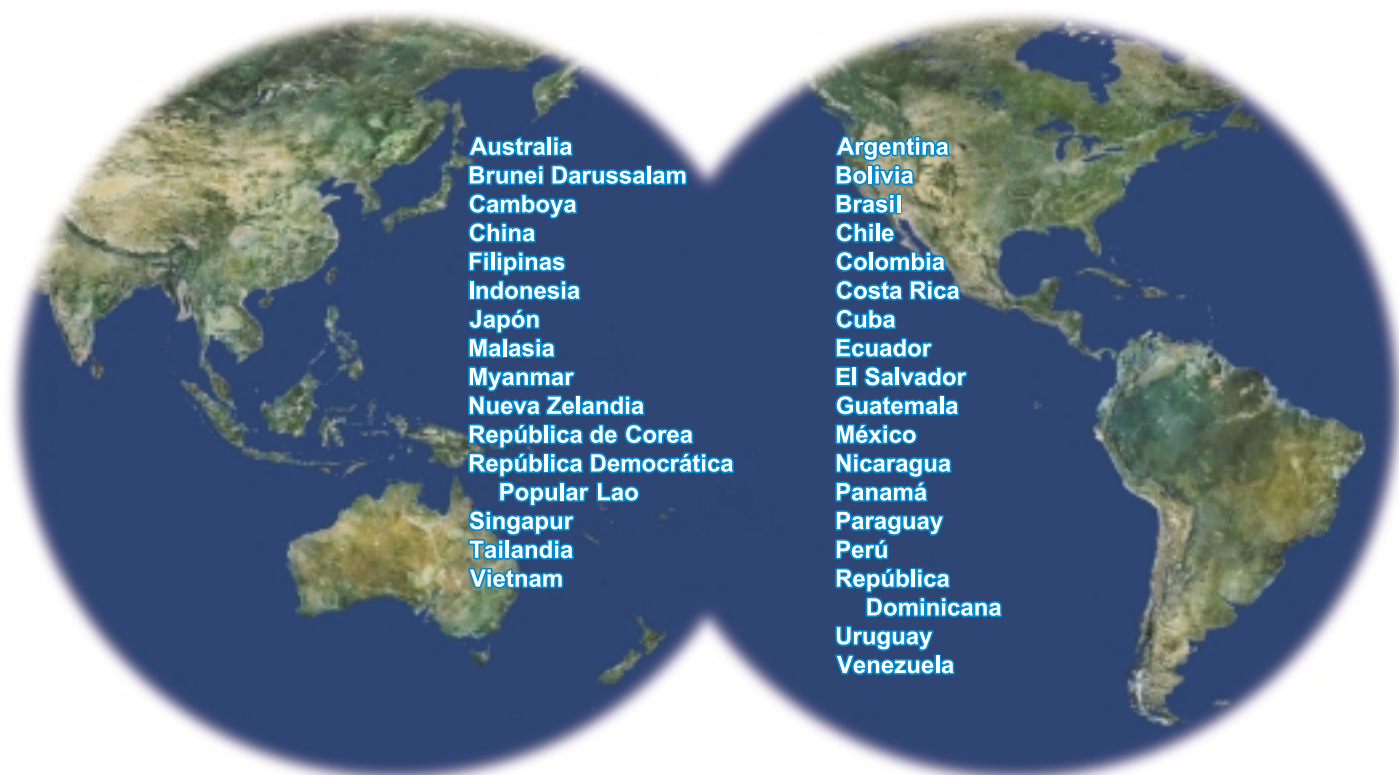 Australia
Brunei Darussalam
Camboya
China
Filipinas
Indonesia
Japón
Malasia
Myanmar
Nueva Zelandia
República de Corea
República Democrática
Popular Lao
Singapur
Tailandia
Vietnam
Argentina
Bolivia
Brasil
Chile
Colombia
Costa Rica
Cuba
Ecuador
El Salvador
Guatemala
México
Nicaragua
Panamá
Paraguay
Perú
República
Dominicana
Uruguay
Venezuela